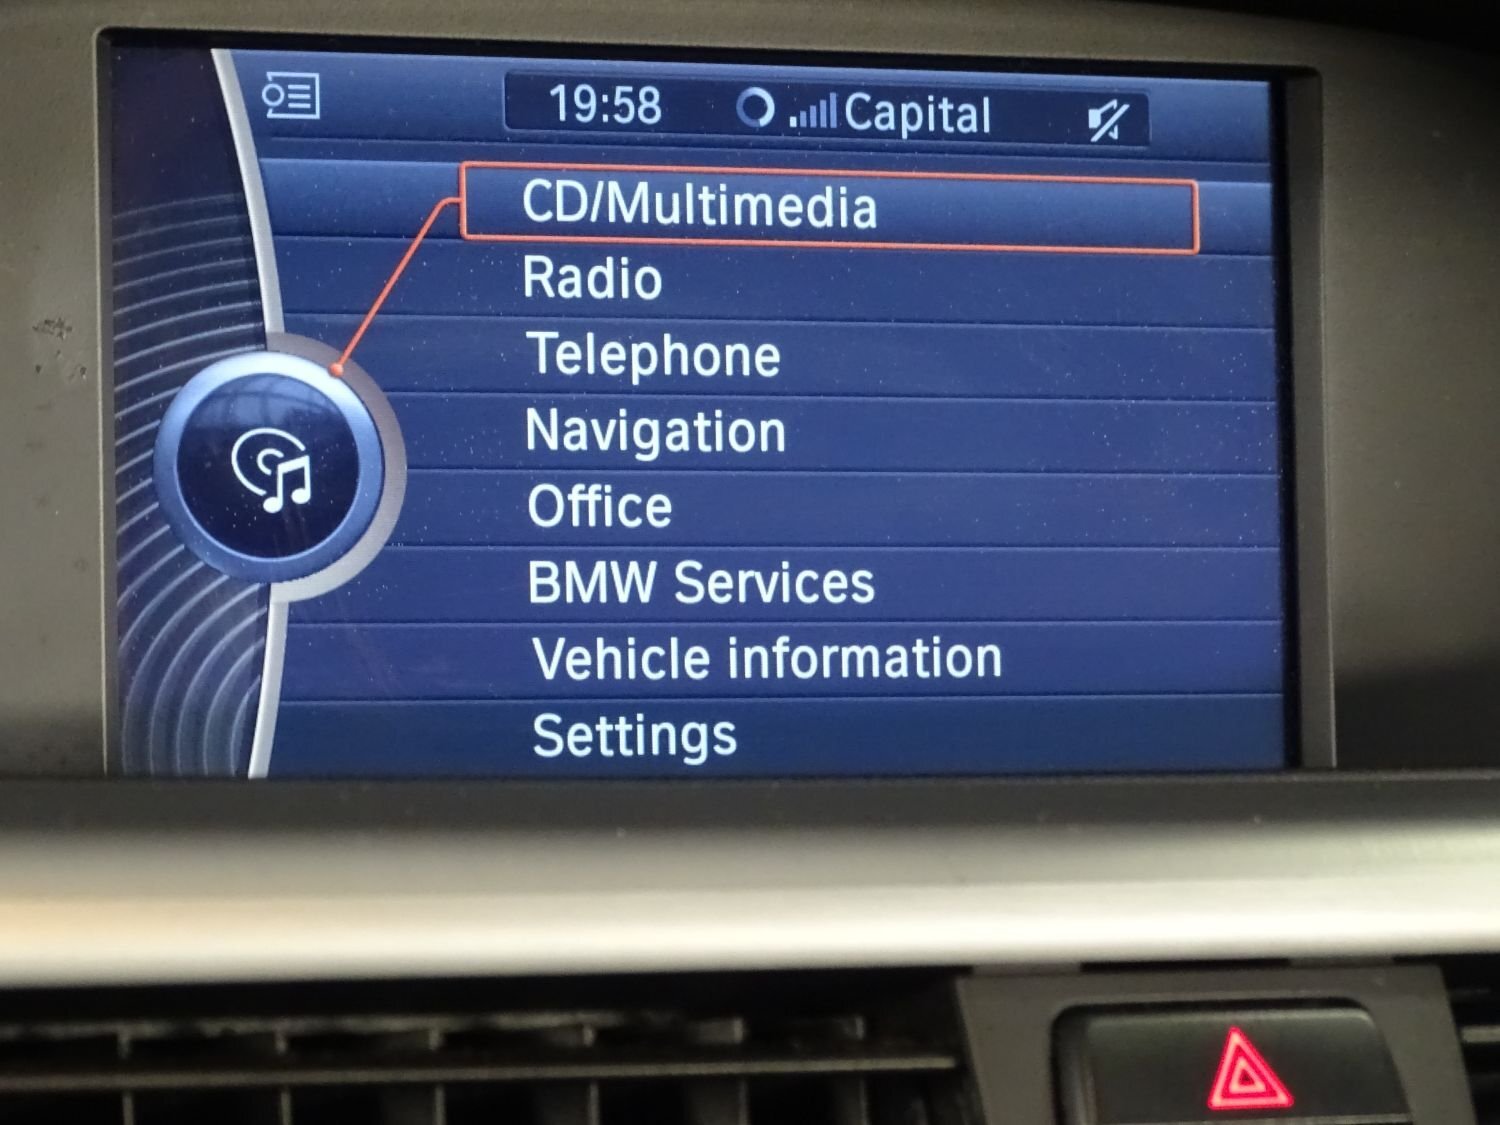 19:58 Capital
CD/Multimedia
Radio
Telephone
Navigation
Office
BMW Services
Vehicle information
Settings